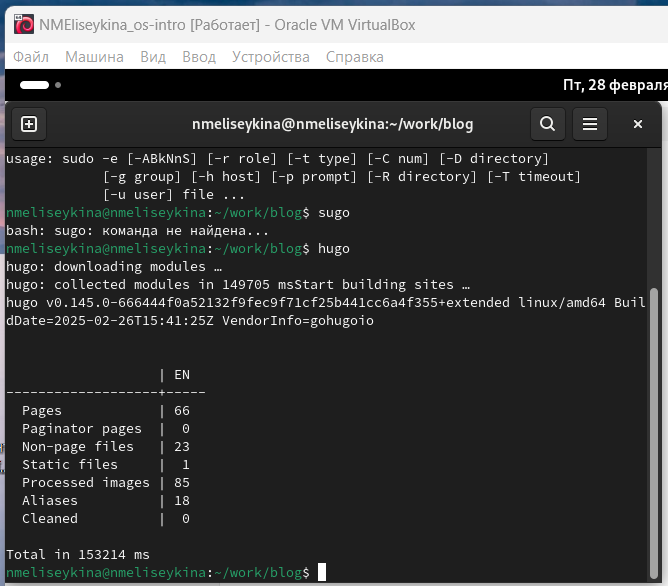 NMEliseykina_os-intro [Работает] - Oracle VM VirtualBox
Файл Машина Вид Ввод Устройства Справка
Пт, 28 февраля
nmeliseykina@nmeliseykina:~/work/blog
usage: sudo -e [-ABkNnS] [-r role] [-t type] [-C num] [-D directory]
[-g group] [-h host] [-p prompt] [-R directory] [-T timeout]
[-u user] file ...
nmeliseykina@nmeliseykina:~/work/blog$ sugo
bash: sugo: команда не найдена...
nmeliseykina@nmeliseykina:~/work/blog$ hugo
hugo: downloading modules …
hugo: collected modules in 149705 msStart building sites …
hugo v0.145.0-666444f0a52132f9fec9f71cf25b441cc6a4f355+extended linux/amd64 Buil
dDate=2025-02-26T15:41:25Z VendorInfo=gohugoio
| EN
-------------------+-----
Pages | 66
Paginator pages | 0
Non-page files | 23
Static files | 1
Processed images | 85
Aliases | 18
Cleaned | 0
Total in 153214 ms
nmeliseykina@nmeliseykina:~/work/blog$